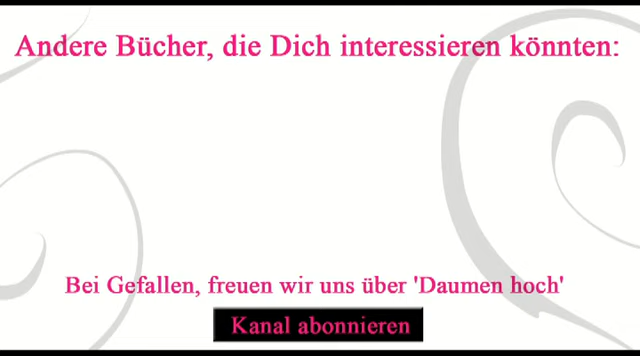 Andere Bücher, die Dich interessieren könnten:
Bei Gefallen, freuen wir uns über 'Daumen hoch'
Kanal abonnieren